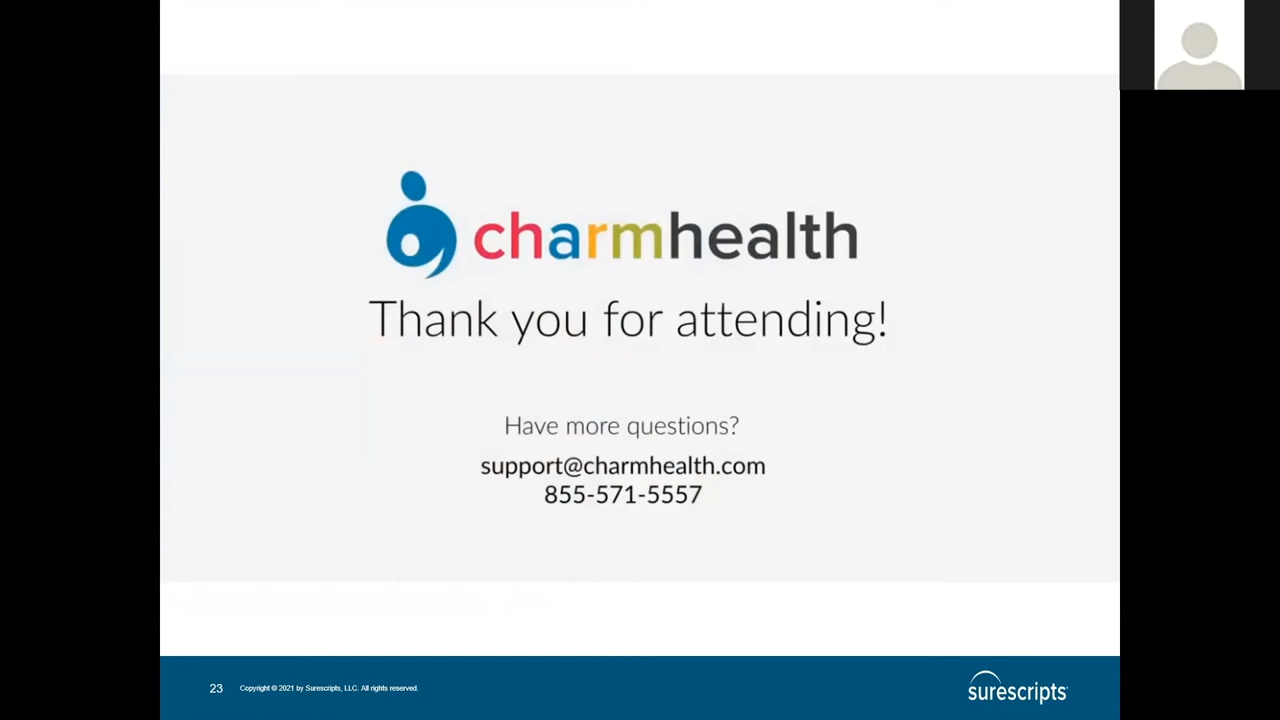 charmhealth
Thank you for attending!
Have more questions?
support@charmhealth.com
855-571-5557
23 Copyright © 2021 by Surescripts, LLC. All rights reserved.
surescripts